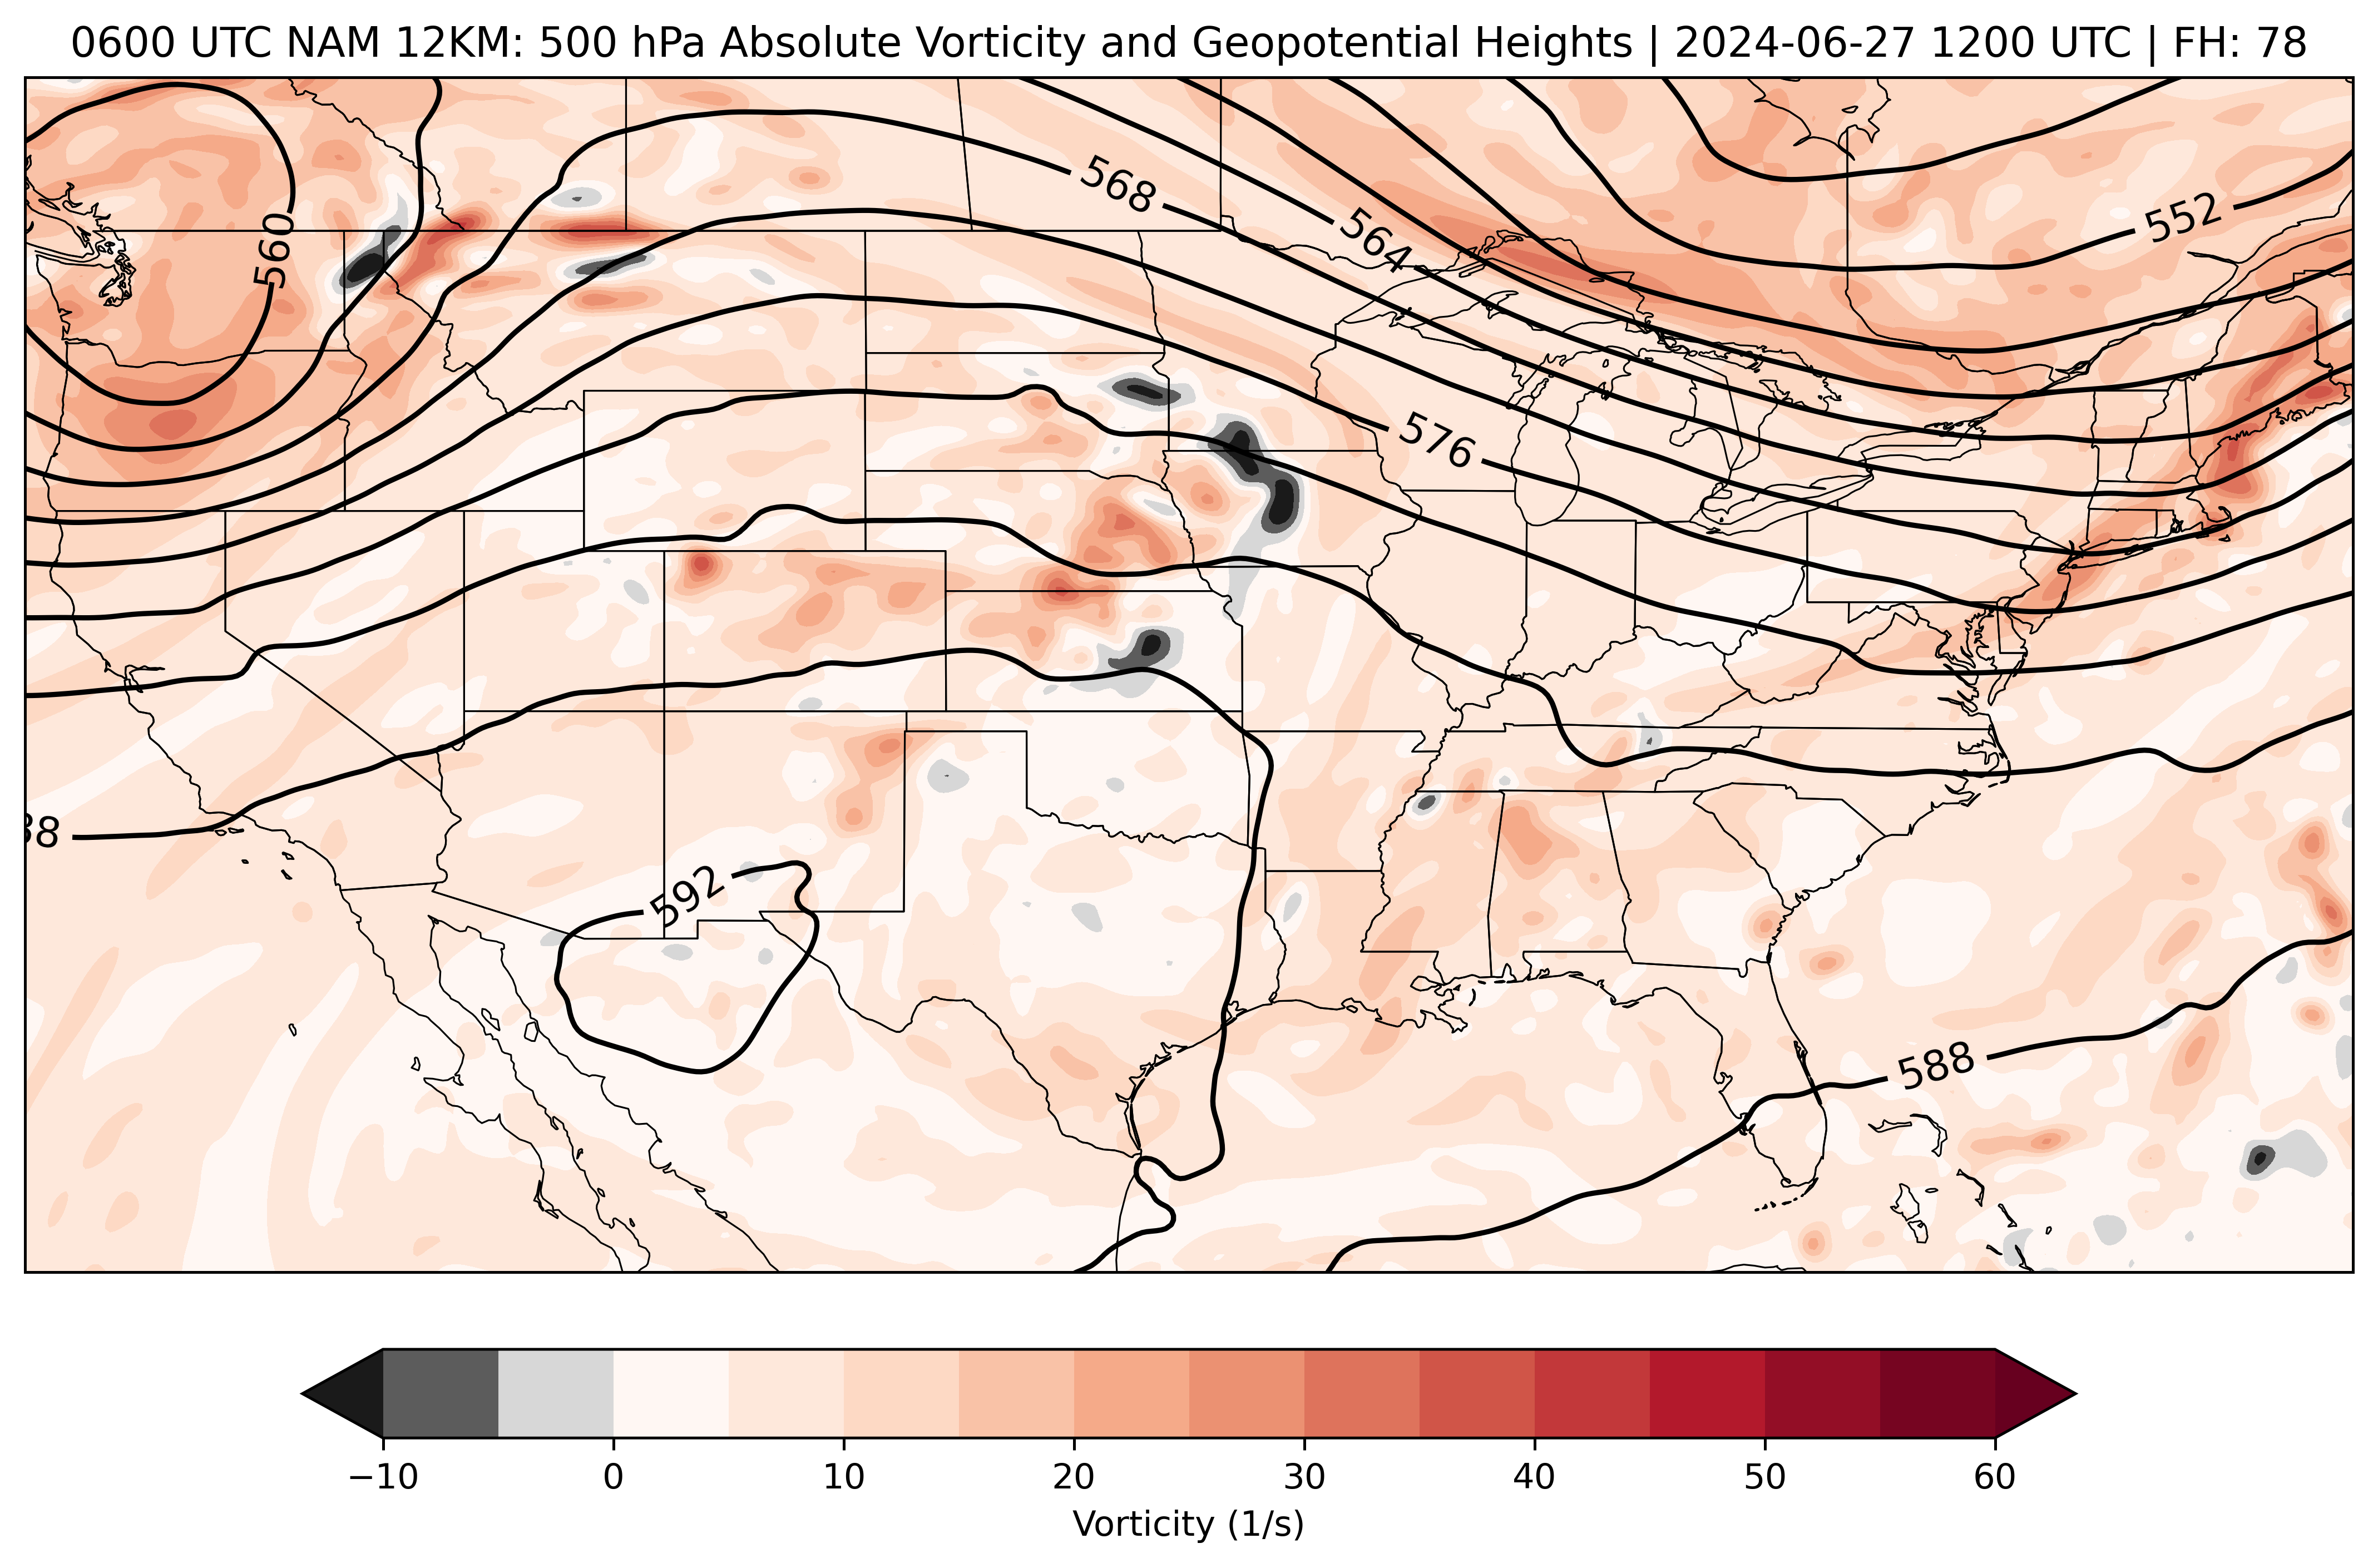 0600 UTC NAM 12KM: 500 hPa Absolute Vorticity and Geopotential Heights | 2024-06-27 1200 UTC | FH: 78
568
552
560
564
576
88
592
588
−10 0 10 20 30 40 50 60
Vorticity (1/s)